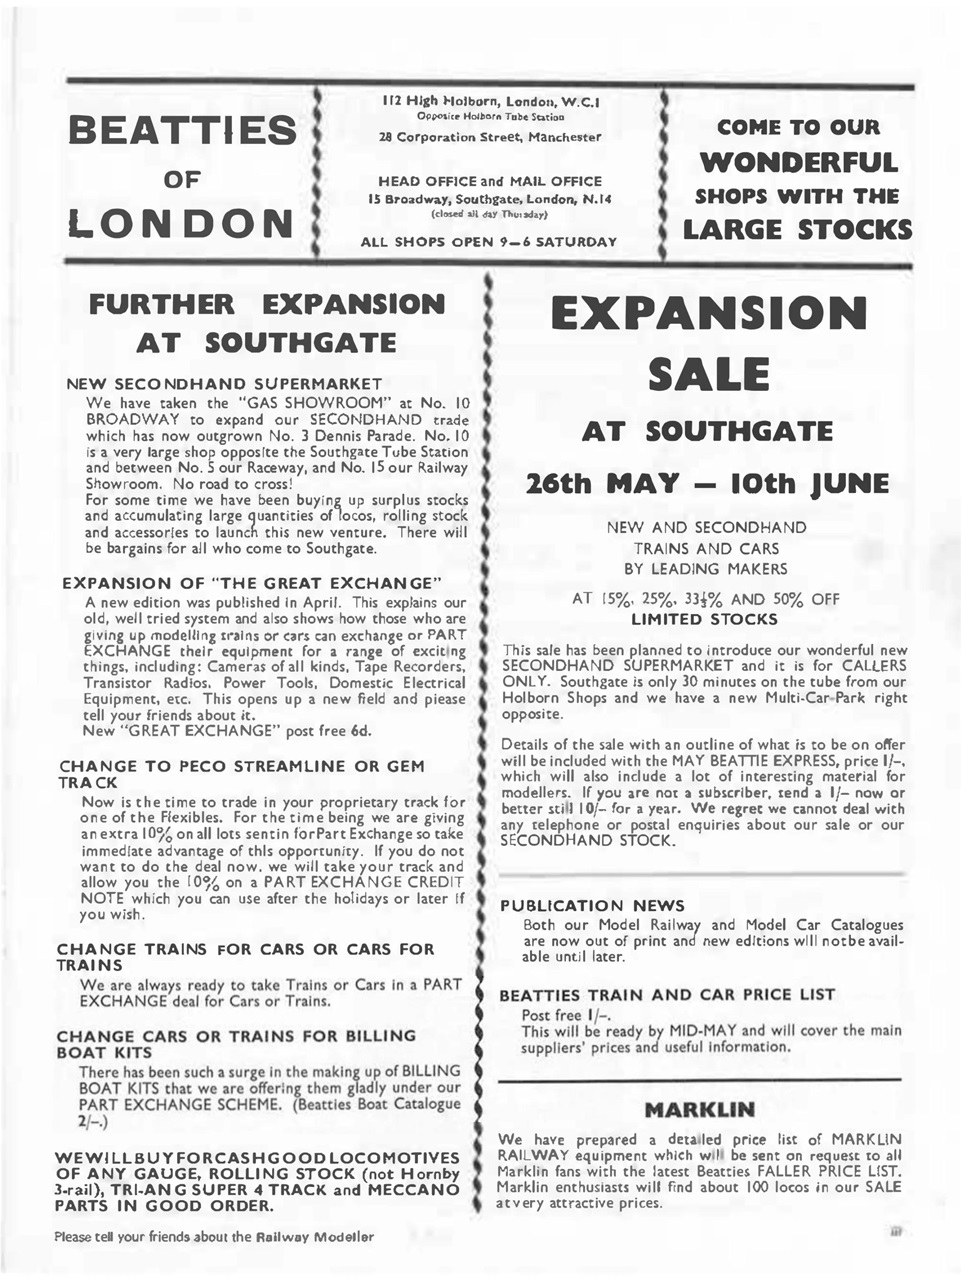 BEATTIES
OF
LONDON
112 High Holborn, London, W.C.1
Opposite Holborn Tube Station
28 Corporation Street, Manchester
HEAD OFFICE and MAIL OFFICE
15 Broadway, Southgate, London, N.14
(closed all day Thursday)
ALL SHOPS OPEN 9—6 SATURDAY
COME TO OUR
WONDERFUL
SHOPS WITH THE
LARGE STOCKS
FURTHER EXPANSION
AT SOUTHGATE
NEW SECONDHAND SUPERMARKET
We have taken the "GAS SHOWROOM" at No. 10
BROADWAY to expand our SECONDHAND trade
which has now outgrown No. 3 Dennis Parade. No. 10
is a very large shop opposite the Southgate Tube Station
and between No. 5 our Raceway, and No. 15 our Railway
Showroom. No road to cross!
For some time we have been buying up surplus stocks
and accumulating large quantities of locos, rolling stock
and accessories to launch this new venture. There will
be bargains for all who come to Southgate.
EXPANSION OF "THE GREAT EXCHANGE"
A new edition was published in April. This explains our
old, well tried system and also shows how those who are
giving up modelling trains or cars can exchange or PART
EXCHANGE their equipment for a range of exciting
things, including: Cameras of all kinds, Tape Recorders,
Transistor Radios, Power Tools, Domestic Electrical
Equipment, etc. This opens up a new field and please
tell your friends about it.
New "GREAT EXCHANGE" post free 6d.
CHANGE TO PECO STREAMLINE OR GEM
TRACK
Now is the time to trade in your proprietary track for
one of the Flexibles. For the time being we are giving
an extra 10% on all lots sent in for Part Exchange so take
immediate advantage of this opportunity. If you do not
want to do the deal now, we will take your track and
allow you the 10% on a PART EXCHANGE CREDIT
NOTE which you can use after the holidays or later if
you wish.
CHANGE TRAINS FOR CARS OR CARS FOR
TRAINS
We are always ready to take Trains or Cars in a PART
EXCHANGE deal for Cars or Trains.
CHANGE CARS OR TRAINS FOR BILLING
BOAT KITS
There has been such a surge in the making up of BILLING
BOAT KITS that we are offering them gladly under our
PART EXCHANGE SCHEME. (Beatties Boat Catalogue
2/-.)
WE WILL BUY FOR CASH GOOD LOCOMOTIVES
OF ANY GAUGE, ROLLING STOCK (not Hornby
3-rail), TRI-ANG SUPER 4 TRACK and MECCANO
PARTS IN GOOD ORDER.
EXPANSION
SALE
AT SOUTHGATE
26th MAY — 10th JUNE
NEW AND SECONDHAND
TRAINS AND CARS
BY LEADING MAKERS
AT 15%, 25%, 33⅓% AND 50% OFF
LIMITED STOCKS
This sale has been planned to introduce our wonderful new
SECONDHAND SUPERMARKET and it is for CALLERS
ONLY. Southgate is only 30 minutes on the tube from our
Holborn Shops and we have a new Multi-Car-Park right
opposite.
Details of the sale with an outline of what is to be on offer
will be included with the MAY BEATTIE EXPRESS, price 1/-,
which will also include a lot of interesting material for
modellers. If you are not a subscriber, send a 1/- now or
better still 10/- for a year. We regret we cannot deal with
any telephone or postal enquiries about our sale or our
SECONDHAND STOCK.
PUBLICATION NEWS
Both our Model Railway and Model Car Catalogues
are now out of print and new editions will not be avail-
able until later.
BEATTIES TRAIN AND CAR PRICE LIST
Post free 1/-.
This will be ready by MID-MAY and will cover the main
suppliers' prices and useful information.
MARKLIN
We have prepared a detailed price list of MARKLIN
RAILWAY equipment which will be sent on request to all
Marklin fans with the latest Beatties FALLER PRICE LIST.
Marklin enthusiasts will find about 100 locos in our SALE
at very attractive prices.
Please tell your friends about the Railway Modeller
iii